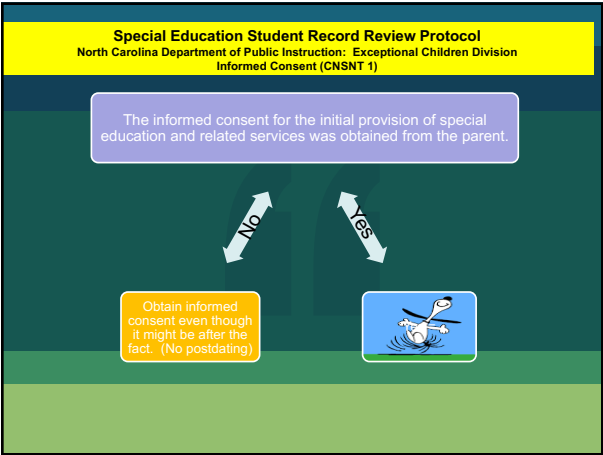 Special Education Student Record Review Protocol
North Carolina Department of Public Instruction: Exceptional Children Division
Informed Consent (CNSNT 1)
The informed consent for the initial provision of special
education and related services was obtained from the parent.
No
Yes
Obtain informed
consent even though
it might be after the
fact. (No postdating)